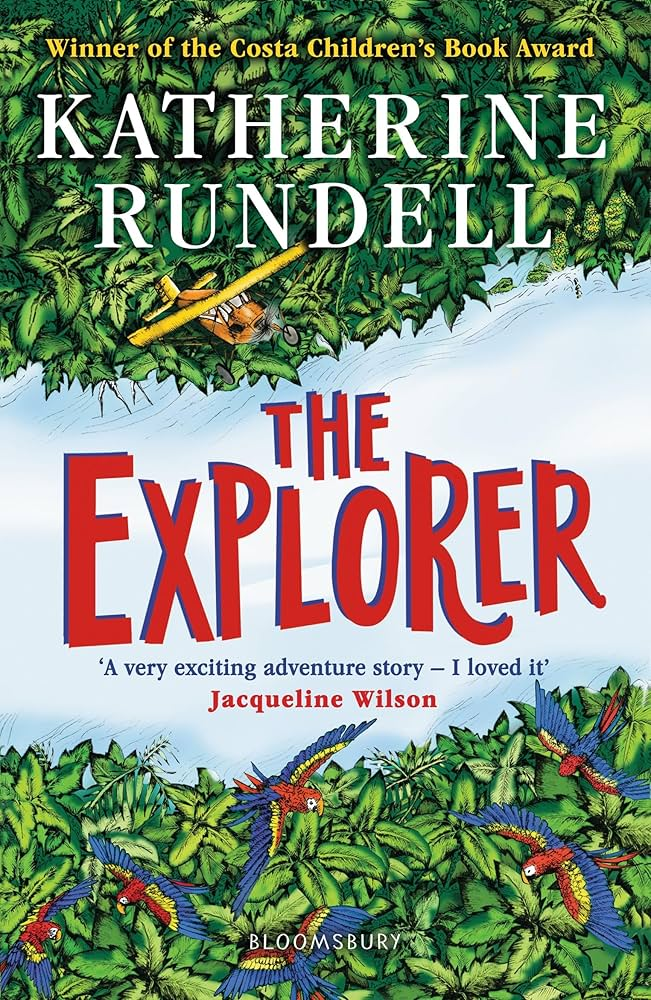 Winner of the Costa Children's Book Award
KATHERINE
RUNDELL
THE
EXPLORER
‘A very exciting adventure story – I loved it’
Jacqueline Wilson
BLOOMSBURY